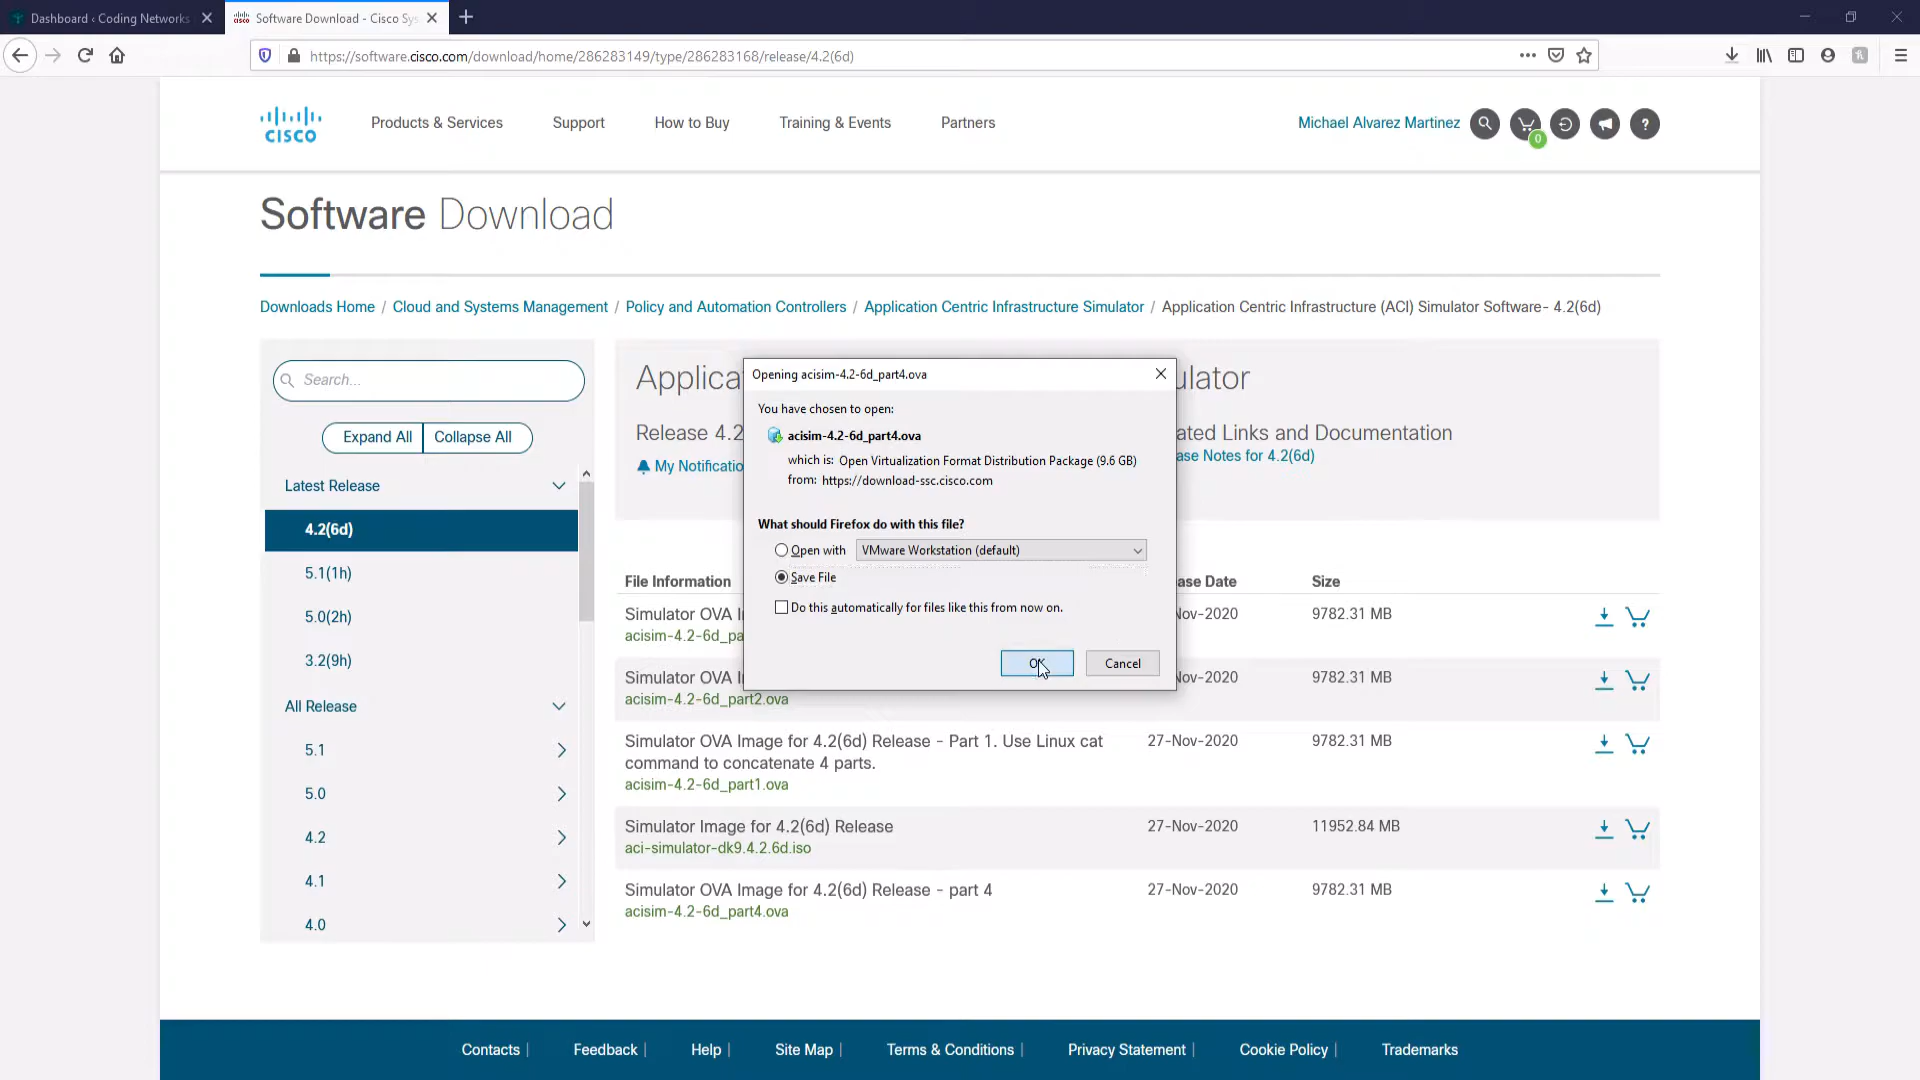 Dashboard ‹ Coding Networks
Software Download - Cisco Sys
https://software.cisco.com/download/home/286283149/type/286283168/release/4.2(6d)
CISCO
Products & Services
Support
How to Buy
Training & Events
Partners
Michael Alvarez Martinez
0
?
Software Download
Downloads Home / Cloud and Systems Management / Policy and Automation Controllers / Application Centric Infrastructure Simulator / Application Centric Infrastructure (ACI) Simulator Software- 4.2(6d)
Search...
Expand All
Collapse All
Latest Release
4.2(6d)
5.1(1h)
5.0(2h)
3.2(9h)
All Release
5.1
5.0
4.2
4.1
4.0
Applica
ulator
Release 4.2
ated Links and Documentation
My Notificatio
ase Notes for 4.2(6d)
Opening acisim-4.2-6d_part4.ova
You have chosen to open:
acisim-4.2-6d_part4.ova
which is: Open Virtualization Format Distribution Package (9.6 GB)
from: https://download-ssc.cisco.com
What should Firefox do with this file?
Open with
VMware Workstation (default)
Save File
Do this automatically for files like this from now on.
OK
Cancel
File Information
ase Date
Size
Simulator OVA I
acisim-4.2-6d_pa
Nov-2020
9782.31 MB
Simulator OVA I
acisim-4.2-6d_part2.ova
Nov-2020
9782.31 MB
Simulator OVA Image for 4.2(6d) Release - Part 1. Use Linux cat
command to concatenate 4 parts.
acisim-4.2-6d_part1.ova
27-Nov-2020
9782.31 MB
Simulator Image for 4.2(6d) Release
aci-simulator-dk9.4.2.6d.iso
27-Nov-2020
11952.84 MB
Simulator OVA Image for 4.2(6d) Release - part 4
acisim-4.2-6d_part4.ova
27-Nov-2020
9782.31 MB
Contacts |
Feedback |
Help |
Site Map |
Terms & Conditions |
Privacy Statement |
Cookie Policy |
Trademarks